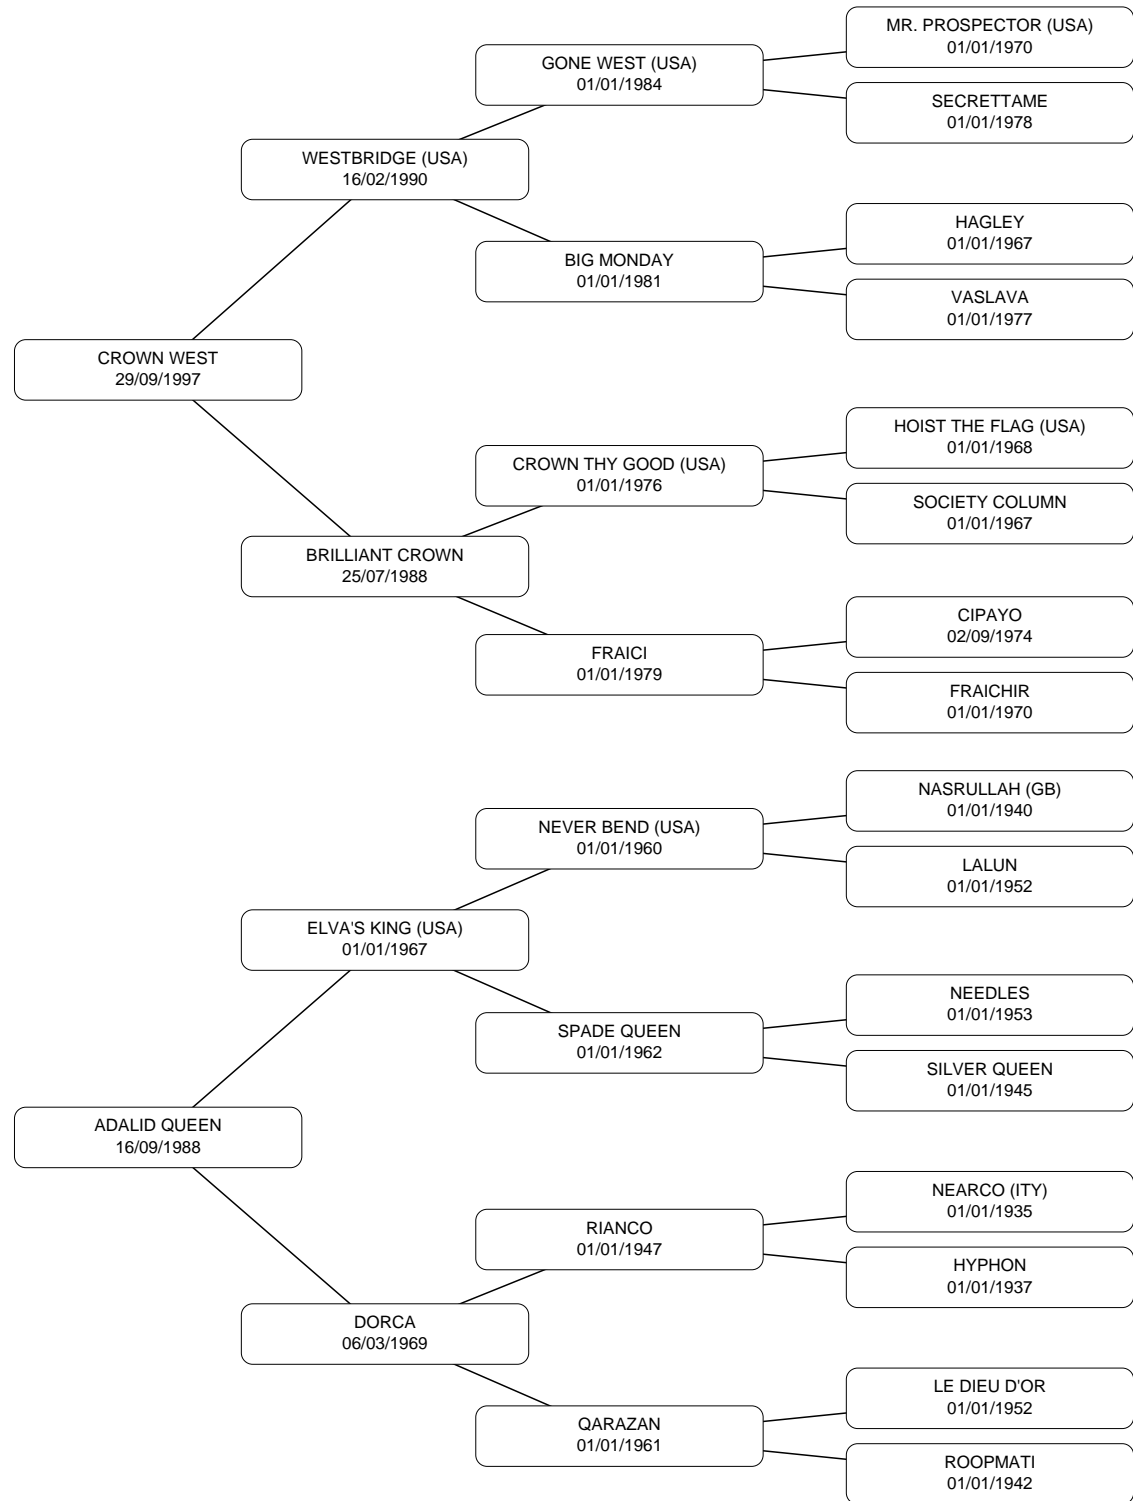 MR. PROSPECTOR (USA)
01/01/1970
GONE WEST (USA)
01/01/1984
SECRETTAME
01/01/1978
WESTBRIDGE (USA)
16/02/1990
HAGLEY
01/01/1967
BIG MONDAY
01/01/1981
VASLAVA
01/01/1977
CROWN WEST
29/09/1997
HOIST THE FLAG (USA)
01/01/1968
CROWN THY GOOD (USA)
01/01/1976
SOCIETY COLUMN
01/01/1967
BRILLIANT CROWN
25/07/1988
CIPAYO
02/09/1974
FRAICI
01/01/1979
FRAICHIR
01/01/1970
NASRULLAH (GB)
01/01/1940
NEVER BEND (USA)
01/01/1960
LALUN
01/01/1952
ELVA'S KING (USA)
01/01/1967
NEEDLES
01/01/1953
SPADE QUEEN
01/01/1962
SILVER QUEEN
01/01/1945
ADALID QUEEN
16/09/1988
NEARCO (ITY)
01/01/1935
RIANCO
01/01/1947
HYPHON
01/01/1937
DORCA
06/03/1969
LE DIEU D'OR
01/01/1952
QARAZAN
01/01/1961
ROOPMATI
01/01/1942